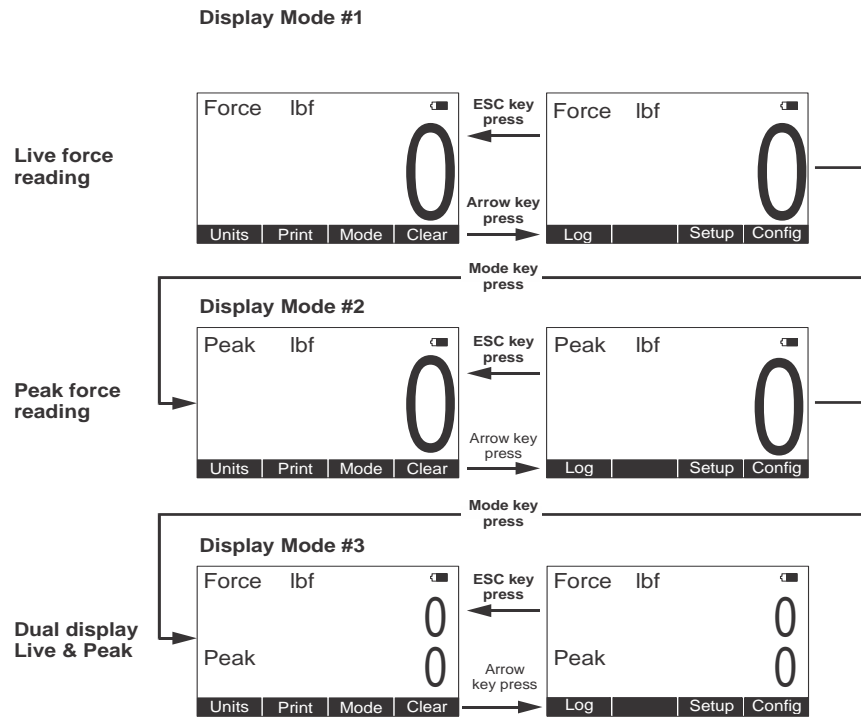 Display Mode #1
Live force
reading
Force lbf
0
Units Print Mode Clear
ESC key
press
Arrow key
press
Force lbf
0
Log Setup Config
Mode key
press
Display Mode #2
Peak force
reading
Peak lbf
0
Units Print Mode Clear
ESC key
press
Arrow key
press
Peak lbf
0
Log Setup Config
Mode key
press
Display Mode #3
Dual display
Live & Peak
Force lbf
0
Peak 0
Units Print Mode Clear
ESC key
press
Arrow
key press
Force lbf
0
Peak 0
Log Setup Config